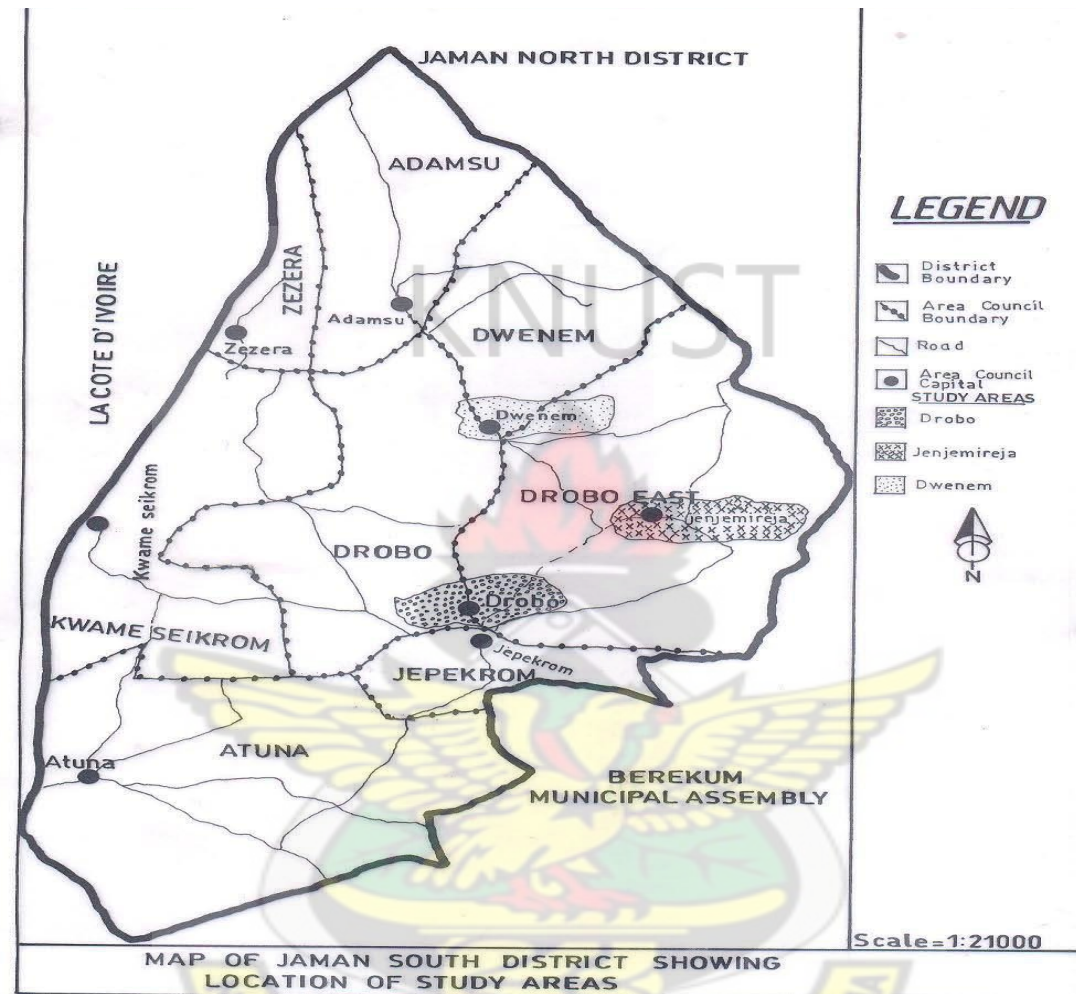 JAMAN NORTH DISTRICT
ADAMSU
ZEZERA
LA COTE D'IVOIRE
KNUST
Adamsu
Zezera
DWENEM
Dwenem
Kwame seikrom
DROBO EAST
jenjemireja
DROBO
Drobo
KWAME SEIKROM
Jepekrom
JEPEKROM
ATUNA
Atuna
BEREKUM
MUNICIPAL ASSEMBLY
LEGEND
District
Boundary
Area Council
Boundary
Road
Area Council
Capital
STUDY AREAS
Drobo
Jenjemireja
Dwenem
N
Scale=1:21000
MAP OF JAMAN SOUTH DISTRICT SHOWING
LOCATION OF STUDY AREAS